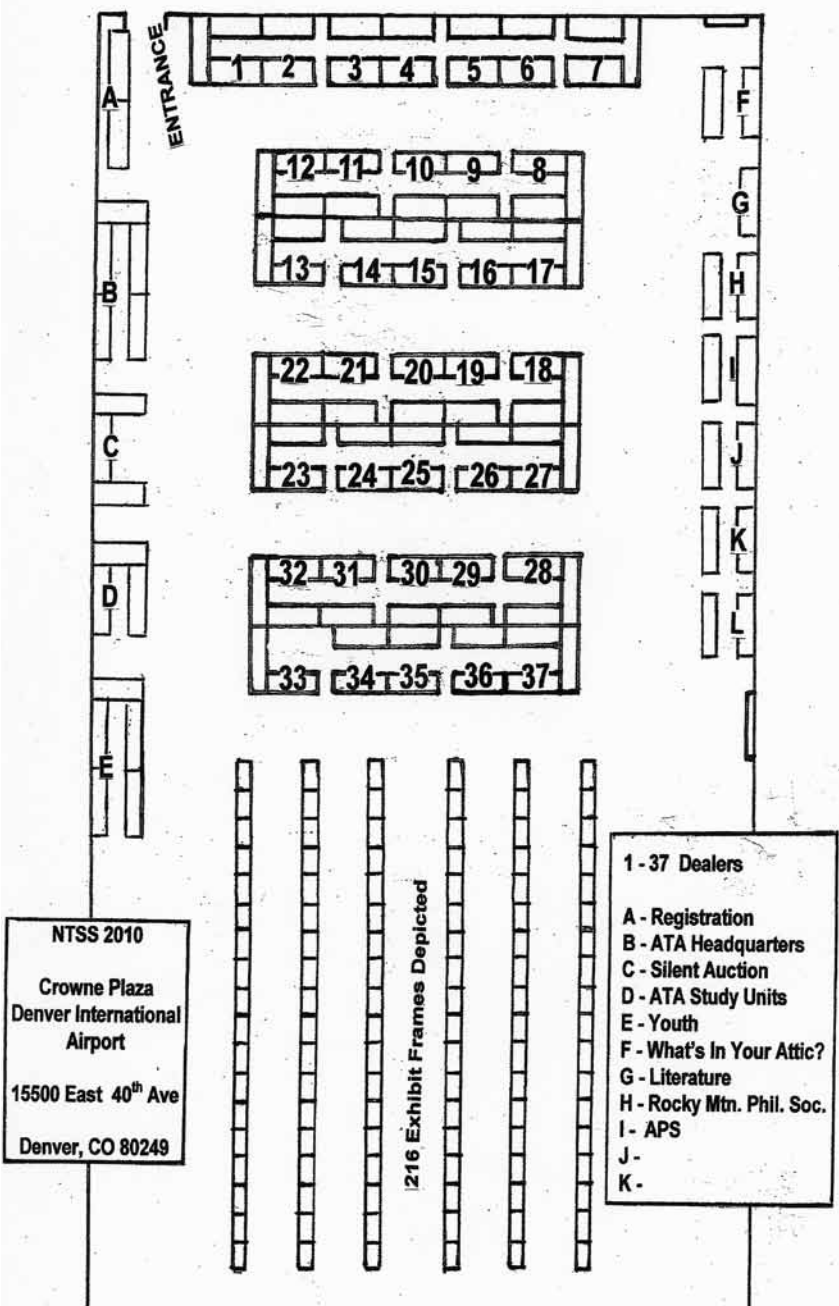 ENTRANCE
1 2 3 4 5 6 7
A
F
12 11 10 9 8
G
B
13 14 15 16 17
H
22 21 20 19 18
I
C
J
23 24 25 26 27
K
32 31 30 29 28
D
L
33 34 35 36 37
E
216 Exhibit Frames Depicted
NTSS 2010
Crowne Plaza
Denver International
Airport
15500 East 40th Ave
Denver, CO 80249
1 - 37 Dealers
A - Registration
B - ATA Headquarters
C - Silent Auction
D - ATA Study Units
E - Youth
F - What's In Your Attic?
G - Literature
H - Rocky Mtn. Phil. Soc.
I - APS
J -
K -